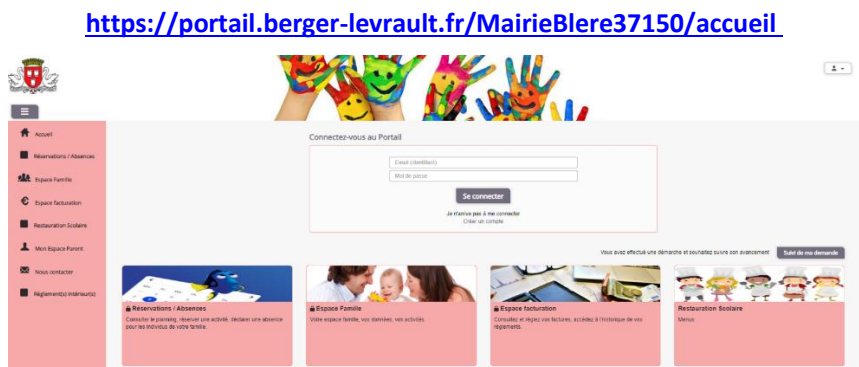 https://portail.berger-levrault.fr/MairieBlere37150/accueil
Accueil
Réservations / Absences
Espace Famille
Espace facturation
Restauration Scolaire
Mon Espace Parent
Nous contacter
Réglement(s) Intérieur(s)
Connectez-vous au Portail
Email (identifiant)
Mot de passe
Se connecter
Je n'arrive pas à me connecter
Créer un compte
Vous avez effectué une démarche et souhaitez suivre son avancement
Suivi de ma demande
Réservations / Absences
Consulter le planning, réserver une activité, déclarer une absence
pour les individus de votre famille.
Espace Famille
Votre espace famille, vos données, vos activités.
Espace facturation
Consultez et réglez vos factures, accédez à l'historique de vos
règlements.
Restauration Scolaire
Menus